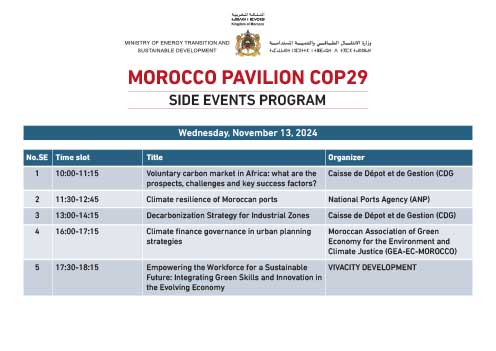 المملكة المغربية
ⵜⴰⴳⵍⴷⵉⵜ ⵏ ⵍⵎⵖⵔⵉⴱ
Kingdom of Morocco
MINISTRY OF ENERGY TRANSITION AND
SUSTAINABLE DEVELOPMENT
وزارة الانتقال الطاقي والتنمية المستدامة
MOROCCO PAVILION COP29
SIDE EVENTS PROGRAM
Wednesday, November 13, 2024
No.SE Time slot Title Organizer
1 10:00-11:15 Voluntary carbon market in Africa: what are the Caisse de Dépot et de Gestion (CDG
prospects, challenges and key success factors?
2 11:30-12:45 Climate resilience of Moroccan ports National Ports Agency (ANP)
3 13:00-14:15 Decarbonization Strategy for Industrial Zones Caisse de Dépot et de Gestion (CDG)
4 16:00-17:15 Climate finance governance in urban planning Moroccan Association of Green
strategies Economy for the Environment and
Climate Justice (GEA-EC-MOROCCO)
5 17:30-18:15 Empowering the Workforce for a Sustainable VIVACITY DEVELOPMENT
Future: Integrating Green Skills and Innovation in
the Evolving Economy